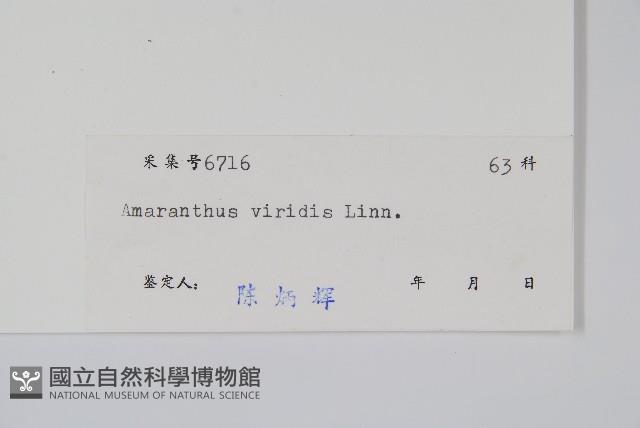 采集号6716 63科
Amaranthus viridis Linn.
鉴定人: 陈炳辉 年 月 日
國立自然科學博物館
NATIONAL MUSEUM OF NATURAL SCIENCE